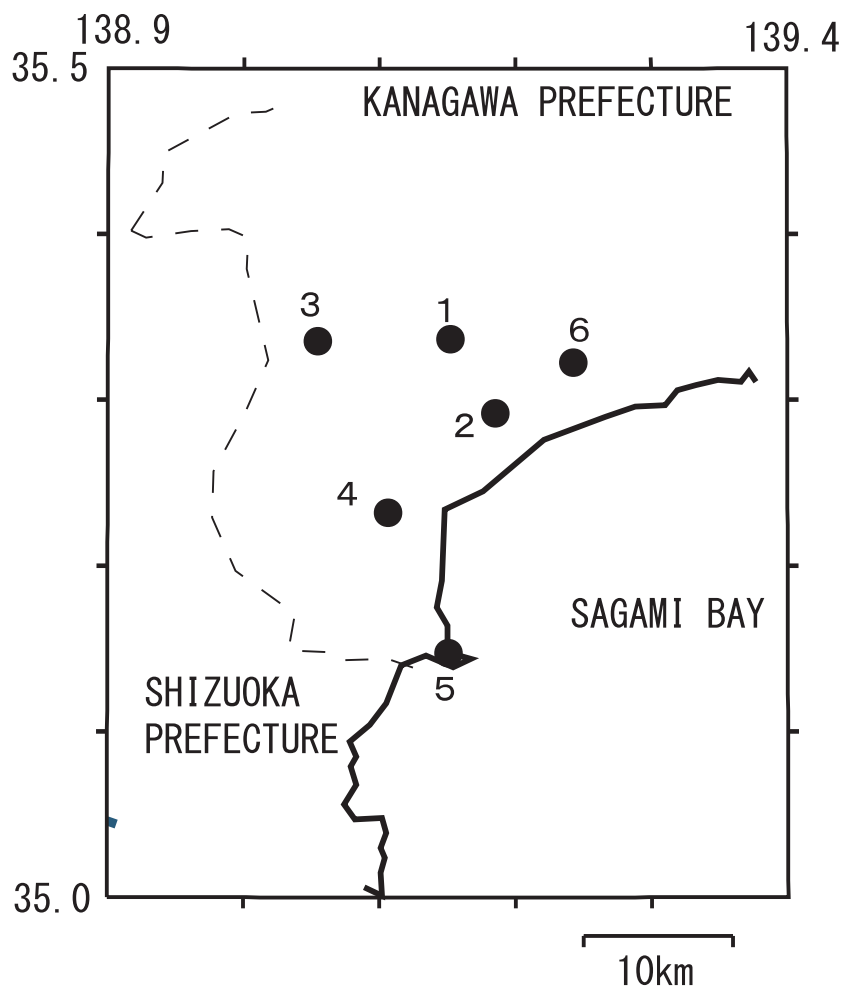 138.9
139.4
35.5
KANAGAWA PREFECTURE
3
1
6
2
4
SAGAMI BAY
5
SHIZUOKA
PREFECTURE
35.0
10km